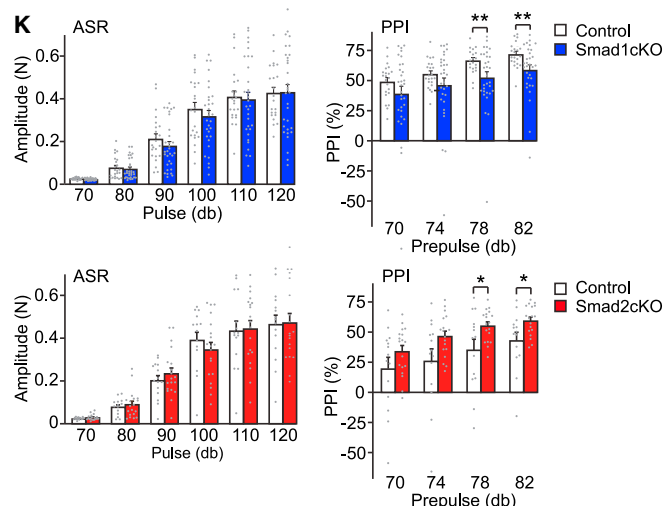 K
ASR
Amplitude (N)
0.6
0.4
0.2
0
70 80 90 100 110 120
Pulse (db)
PPI
** **
Control
Smad1cKO
PPI (%)
75
50
25
0
-25
-50
70 74 78 82
Prepulse (db)
ASR
Amplitude (N)
0.6
0.4
0.2
0
70 80 90 100 110 120
Pulse (db)
PPI
* *
Control
Smad2cKO
PPI (%)
75
50
25
0
-25
-50
70 74 78 82
Prepulse (db)